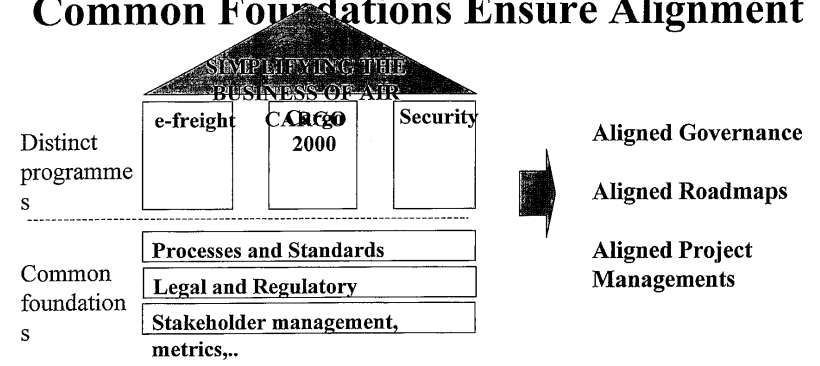 Common Foundations Ensure Alignment
SIMPLIFYING THE
BUSINESS OF AIR
CARGO
e-freight
Cargo
2000
Security
Distinct
programme
s
Processes and Standards
Legal and Regulatory
Stakeholder management,
metrics,..
Common
foundation
s
Aligned Governance
Aligned Roadmaps
Aligned Project
Managements